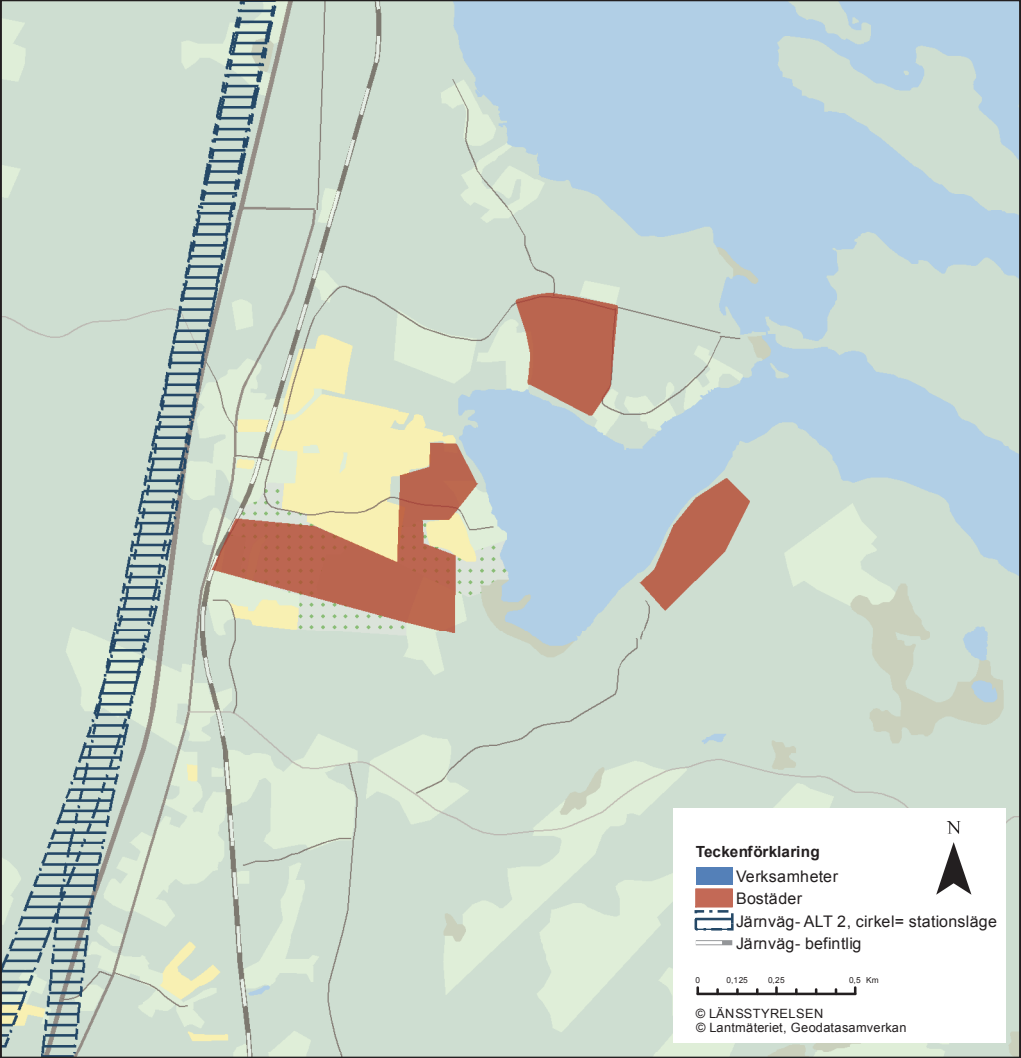 N
Teckenförklaring
Verksamheter
Bostäder
Järnväg- ALT 2, cirkel= stationsläge
Järnväg- befintlig
0 0,125 0,25 0,5 Km
© LÄNSSTYRELSEN
© Lantmäteriet, Geodatasamverkan